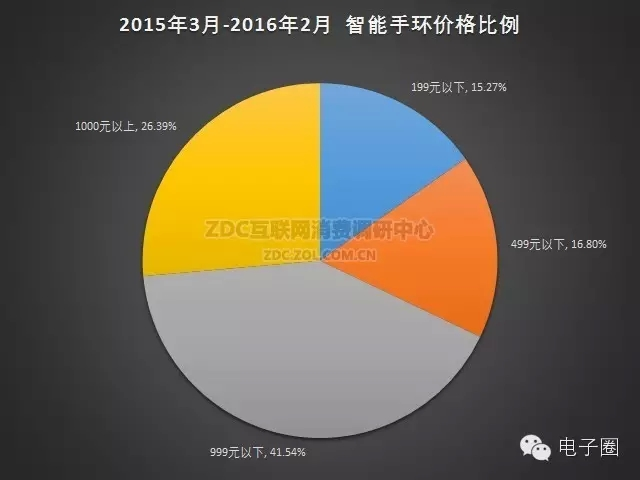 2015年3月-2016年2月 智能手环价格比例
199元以下, 15.27%
1000元以上, 26.39%
ZDC互联网消费调研中心
ZDC.ZOL.COM.CN
499元以下, 16.80%
999元以下, 41.54%
电子圈